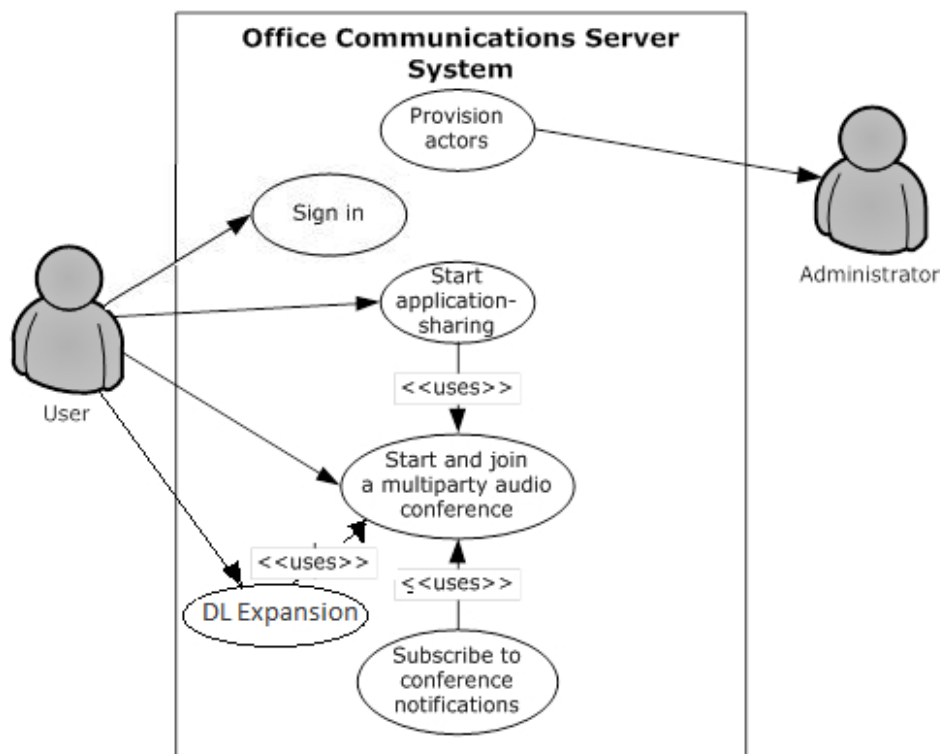 Office Communications Server
System
Provision
actors
Sign in
Administrator
Start
application-
sharing
<<uses>>
User
Start and join
a multiparty audio
conference
<<uses>>
<<uses>>
DL Expansion
Subscribe to
conference
notifications